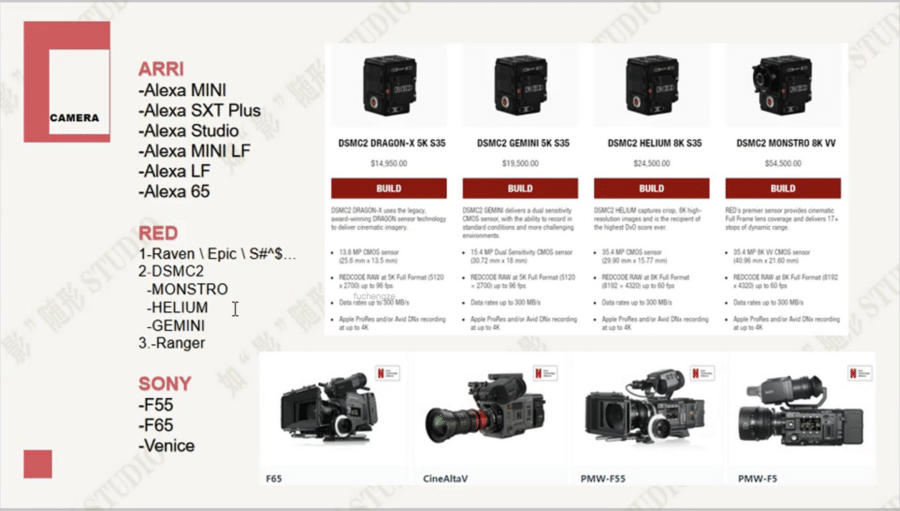 CAMERA
ARRI
-Alexa MINI
-Alexa SXT Plus
-Alexa Studio
-Alexa MINI LF
-Alexa LF
-Alexa 65
RED
1-Raven \ Epic \ S#^$...
2-DSMC2
-MONSTRO
-HELIUM
-GEMINI
3.-Ranger
SONY
-F55
-F65
-Venice
DSMC2 DRAGON-X 5K S35
$14,950.00
BUILD
DSMC2 DRAGON-X uses the legacy,
award-winning DRAGON sensor technology
to deliver cinematic imagery.
13.8 MP CMOS sensor
(25.6 mm x 13.5 mm)
REDCODE RAW at 5K Full Format (5120
x 2700) up to 96 fps
Data rates up to 300 MB/s
Apple ProRes and/or Avid DNx recording
at up to 4K
DSMC2 GEMINI 5K S35
$19,500.00
BUILD
DSMC2 GEMINI delivers a dual sensitivity
CMOS sensor, with the ability to record in
standard conditions and more challenging
environments.
15.4 MP Dual Sensitivity CMOS sensor
(30.72 mm x 18 mm)
REDCODE RAW at 5K Full Format (5120
x 2700) up to 96 fps
Data rates up to 300 MB/s
Apple ProRes and/or Avid DNx recording
at up to 4K
DSMC2 HELIUM 8K S35
$24,500.00
BUILD
DSMC2 HELIUM captures crisp, 8K high-
resolution images and is the recipient of
the highest DxO score ever.
35.4 MP CMOS sensor
(29.90 mm x 15.77 mm)
REDCODE RAW at 8K Full Format
(8192 × 4320) up to 60 fps
Data rates up to 300 MB/s
Apple ProRes and/or Avid DNx recording
at up to 4K
DSMC2 MONSTRO 8K VV
$54,500.00
BUILD
RED's premier sensor provides cinematic
Full Frame lens coverage and delivers 17+
stops of dynamic range.
35.4 MP 8K VV CMOS sensor
(40.96 mm x 21.60 mm)
REDCODE RAW at 8K Full Format (8192
x 4320) up to 60 fps
Data rates up to 300 MB/s
Apple ProRes and/or Avid DNx recording
at up to 4K
fuchengze
F65
CineAltaV
PMW-F55
PMW-F5
如“影”随形 STUDIO